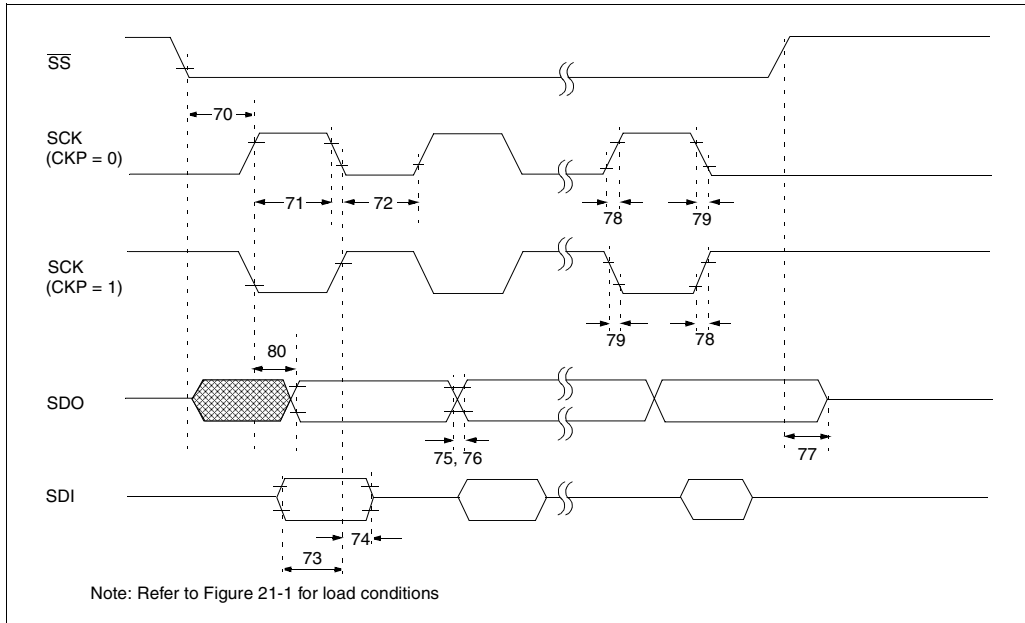 SS
70
SCK
(CKP = 0)
71
72
78
79
SCK
(CKP = 1)
79
78
80
SDO
75, 76
77
SDI
74
73
Note: Refer to Figure 21-1 for load conditions